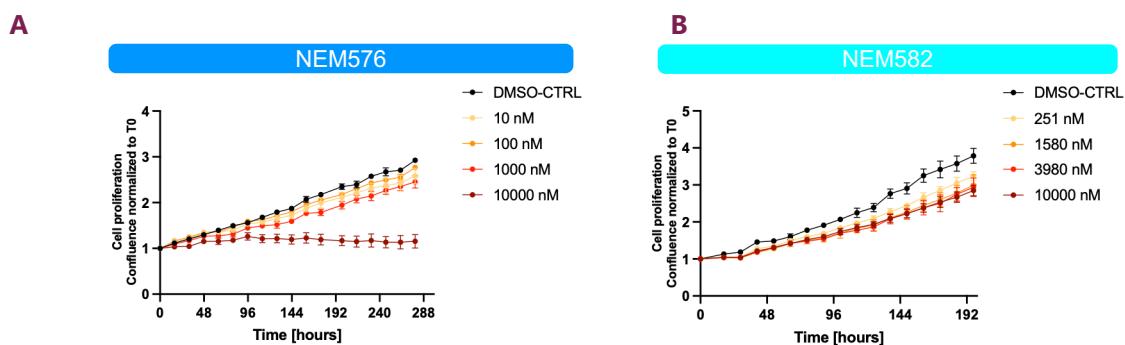 A
NEM576
DMSO-CTRL
10 nM
100 nM
1000 nM
10000 nM
Cell proliferation
Confluence normalized to T0
4
3
2
1
0
0 48 96 144 192 240 288
Time [hours]
B
NEM582
DMSO-CTRL
251 nM
1580 nM
3980 nM
10000 nM
Cell proliferation
Confluence normalized to T0
5
4
3
2
1
0
0 48 96 144 192
Time [hours]